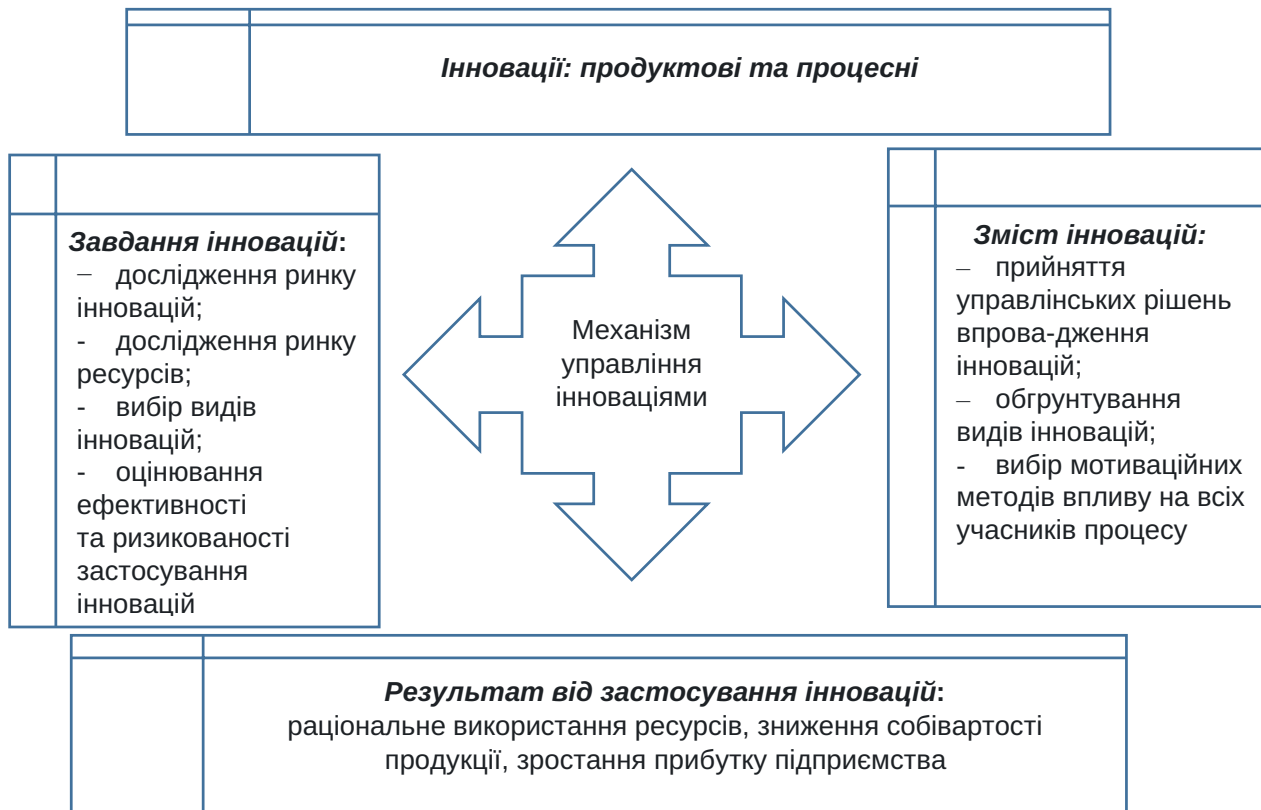 Інновації: продуктові та процесні
Завдання інновацій:
– дослідження ринку
інновацій;
- дослідження ринку
ресурсів;
- вибір видів
інновацій;
- оцінювання
ефективності
та ризикованості
застосування
інновацій
Механізм
управління
інноваціями
Зміст інновацій:
– прийняття
управлінських рішень
впрова-дження
інновацій;
– обгрунтування
видів інновацій;
- вибір мотиваційних
методів впливу на всіх
учасників процесу
Результат від застосування інновацій:
раціональне використання ресурсів, зниження собівартості
продукції, зростання прибутку підприємства